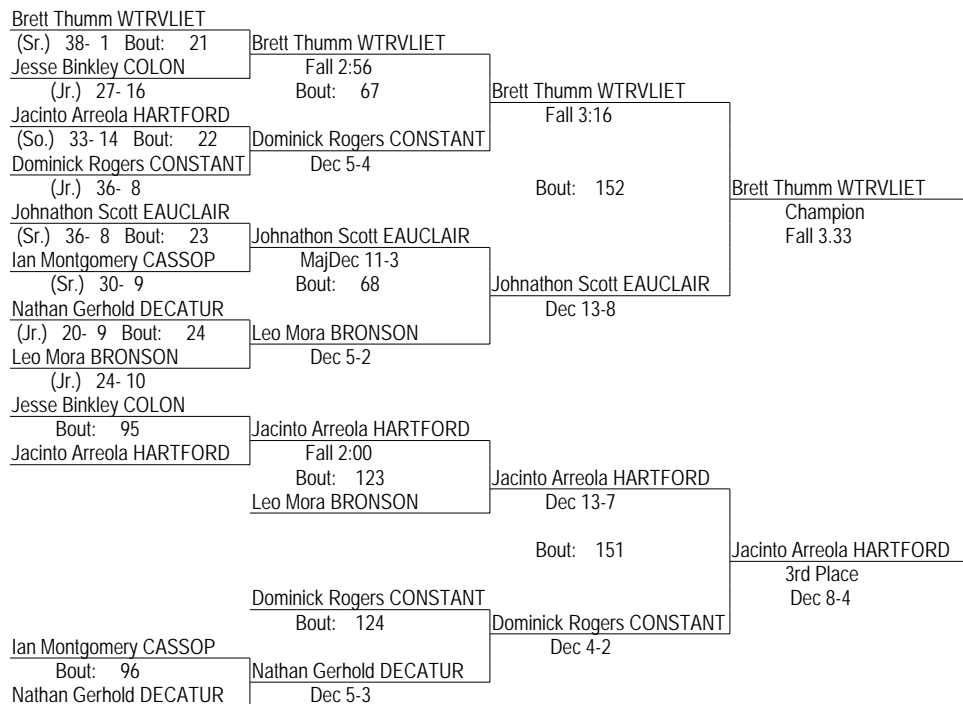 Brett Thumm WTRVLIET
(Sr.) 38- 1 Bout: 21
Jesse Binkley COLON
(Jr.) 27- 16
Jacinto Arreola HARTFORD
(So.) 33- 14 Bout: 22
Dominick Rogers CONSTANT
(Jr.) 36- 8
Johnathon Scott EAUCLAIR
(Sr.) 36- 8 Bout: 23
Ian Montgomery CASSOP
(Sr.) 30- 9
Nathan Gerhold DECATUR
(Jr.) 20- 9 Bout: 24
Leo Mora BRONSON
(Jr.) 24- 10
Brett Thumm WTRVLIET
Fall 2:56
Bout: 67
Dominick Rogers CONSTANT
Dec 5-4
Johnathon Scott EAUCLAIR
MajDec 11-3
Bout: 68
Leo Mora BRONSON
Dec 5-2
Brett Thumm WTRVLIET
Fall 3:16
Bout: 152
Johnathon Scott EAUCLAIR
Dec 13-8
Brett Thumm WTRVLIET
Champion
Fall 3.33
Jesse Binkley COLON
Bout: 95
Jacinto Arreola HARTFORD
Jacinto Arreola HARTFORD
Fall 2:00
Bout: 123
Leo Mora BRONSON
Jacinto Arreola HARTFORD
Dec 13-7
Bout: 151
Jacinto Arreola HARTFORD
3rd Place
Dec 8-4
Dominick Rogers CONSTANT
Bout: 124
Dominick Rogers CONSTANT
Dec 4-2
Ian Montgomery CASSOP
Bout: 96
Nathan Gerhold DECATUR
Nathan Gerhold DECATUR
Dec 5-3